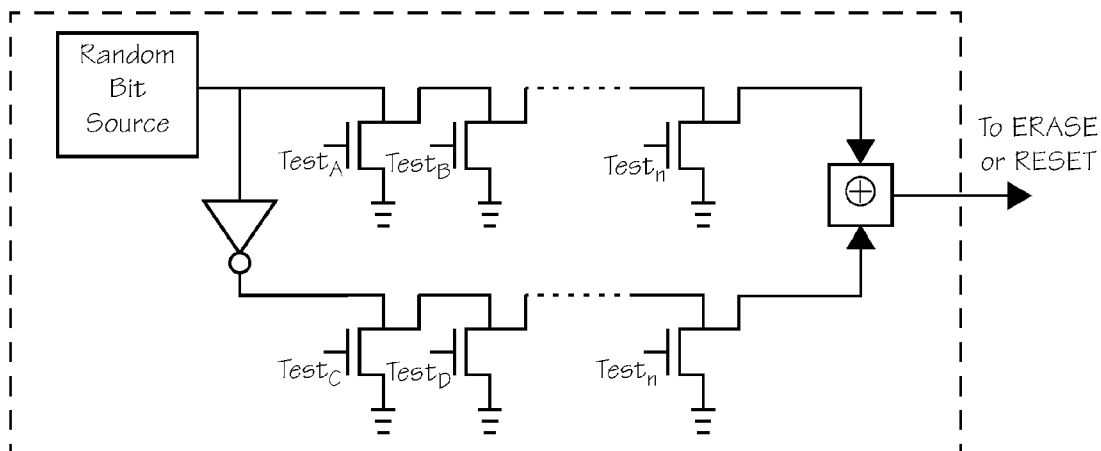 Random
Bit
Source
To ERASE
or RESET
TestA TestB Testn
TestC TestD Testn